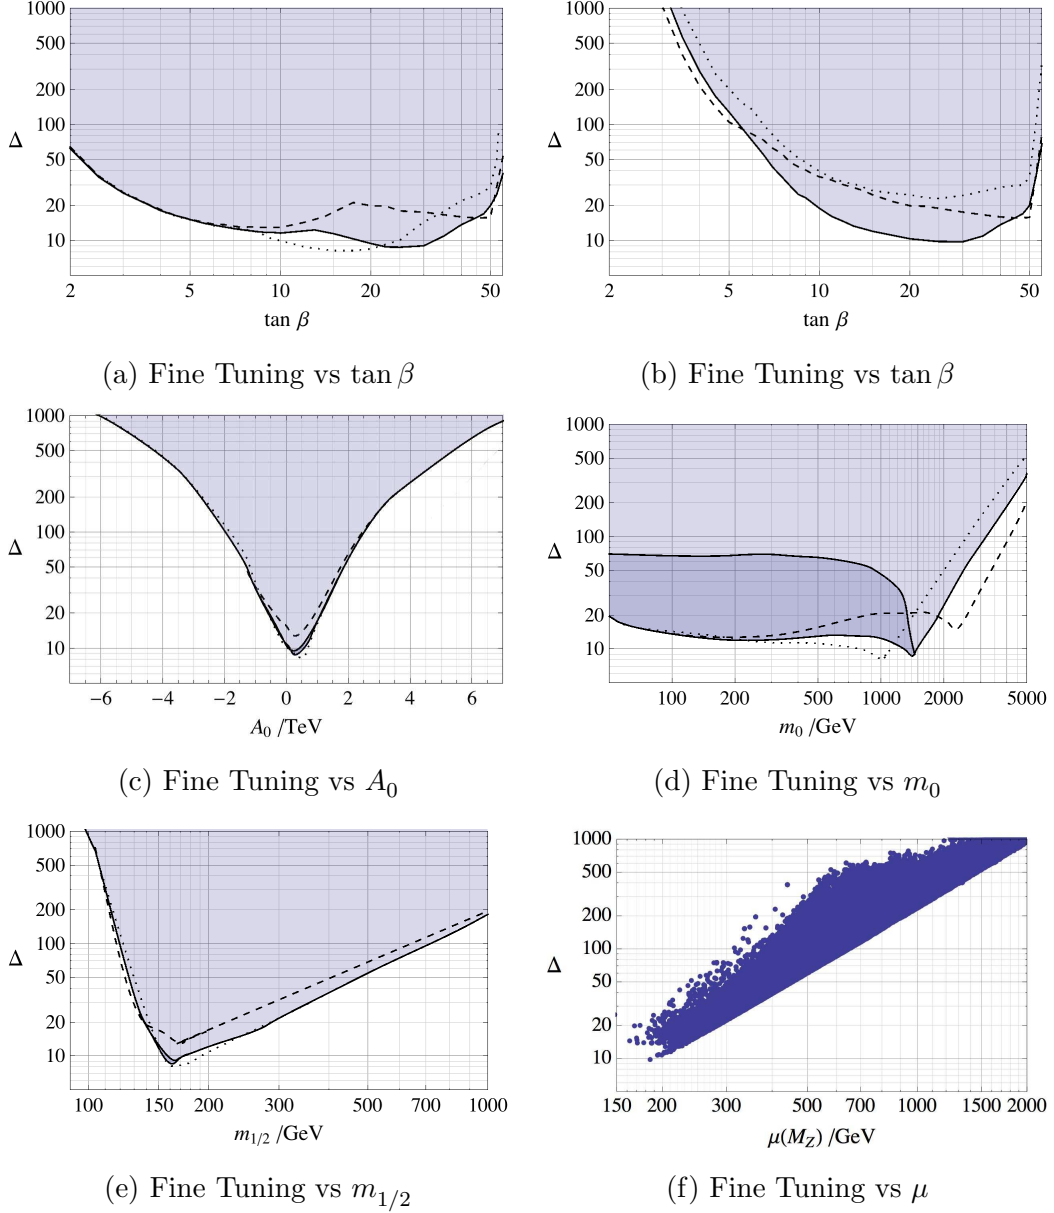 1000
500
200
100
50
20
10
Δ
2 5 10 20 50
tan β
(a) Fine Tuning vs tan β
1000
500
200
100
50
20
10
Δ
2 5 10 20 50
tan β
(b) Fine Tuning vs tan β
1000
500
200
100
50
20
10
Δ
−6 −4 −2 0 2 4 6
A₀ /TeV
(c) Fine Tuning vs A₀
1000
500
200
100
50
20
10
Δ
100 200 500 1000 2000 5000
m₀ /GeV
(d) Fine Tuning vs m₀
1000
500
200
100
50
20
10
Δ
100 150 200 300 500 700 1000
m₁/₂ /GeV
(e) Fine Tuning vs m₁/₂
1000
500
200
100
50
20
10
Δ
150 200 300 500 700 1000 1500 2000
μ(M_Z) /GeV
(f) Fine Tuning vs μ